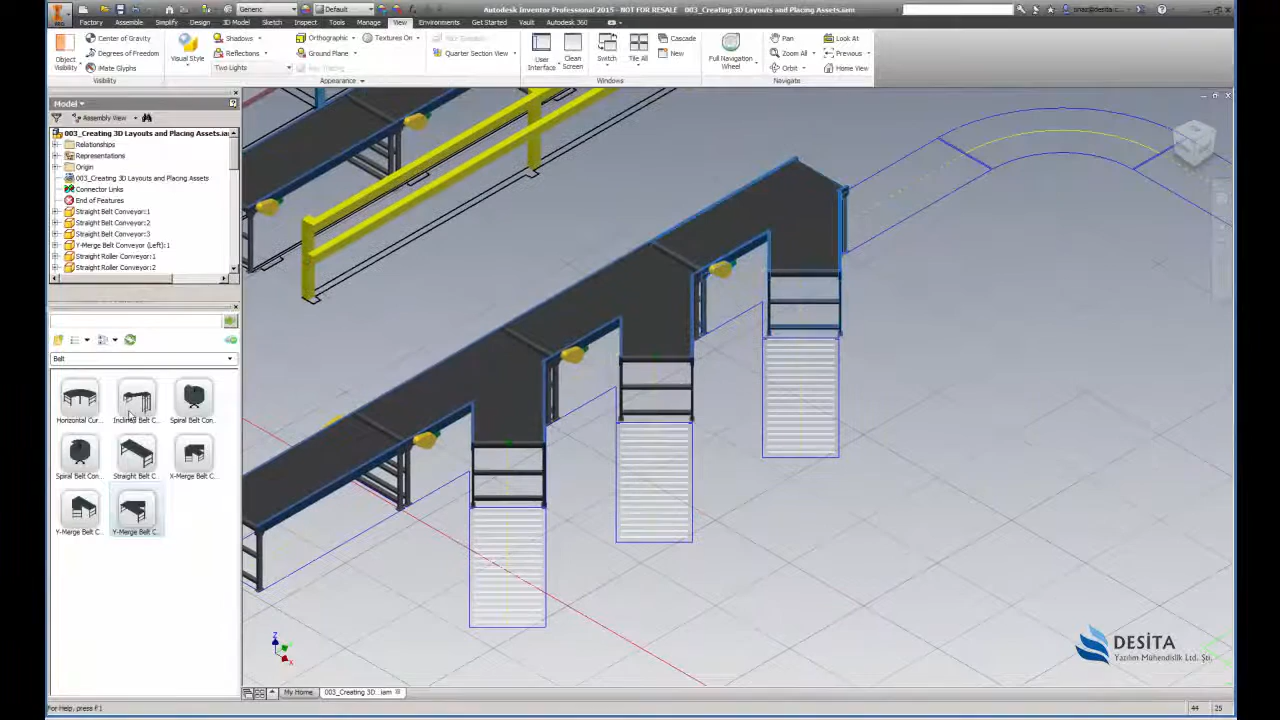 Generic
Default
Autodesk Inventor Professional 2015 - NOT FOR RESALE 003_Creating 3D Layouts and Placing Assets.iam
PRO
Factory Assemble Simplify Design 3D Model Sketch Inspect Tools Manage View Environments Get Started Vault Autodesk 360
Object Visibility
Center of Gravity
Degrees of Freedom
iMate Glyphs
Visibility
Visual Style
Shadows
Reflections
Two Lights
Orthographic
Ground Plane
Textures On
Quarter Section View
Appearance
User Interface
Clean Screen
Switch
Tile All
Cascade
New
Windows
Full Navigation Wheel
Pan
Zoom All
Orbit
Look At
Previous
Home View
Navigate
Model
Assembly View
003_Creating 3D Layouts and Placing Assets.iam
Relationships
Representations
Origin
003_Creating 3D Layouts and Placing Assets
Connector Links
End of Features
Straight Belt Conveyor:1
Straight Belt Conveyor:2
Straight Belt Conveyor:3
Y-Merge Belt Conveyor (Left):1
Straight Roller Conveyor:1
Straight Roller Conveyor:2
Belt
Horizontal Cur... Inclined Belt C... Spiral Belt Con...
Spiral Belt Con... Straight Belt C... X-Merge Belt C...
Y-Merge Belt C... Y-Merge Belt C...
Z
X
DESİTA
Yazılım Mühendislik Ltd. Şti.
My Home 003_Creating 3D...iam
For Help, press F1
44 25